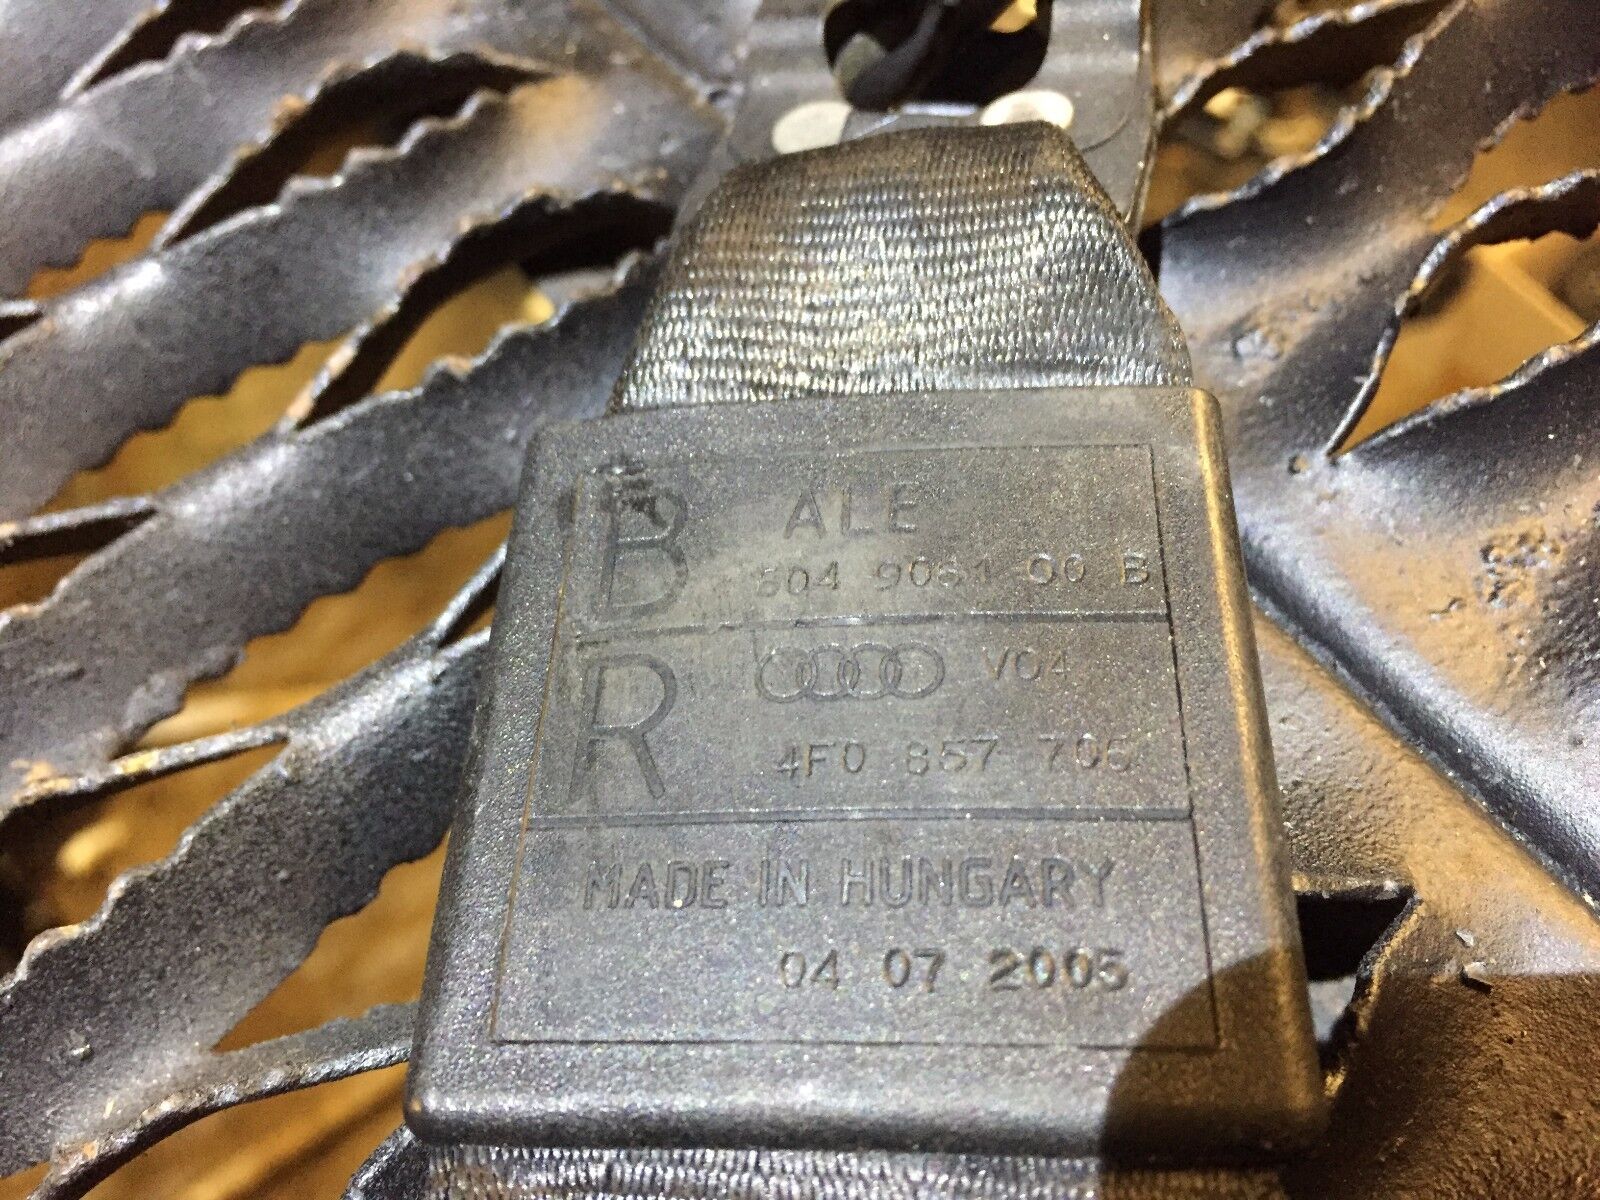 B ALE
604 9061 00 B
R V04
4F0 857 706
MADE IN HUNGARY
04 07 2005